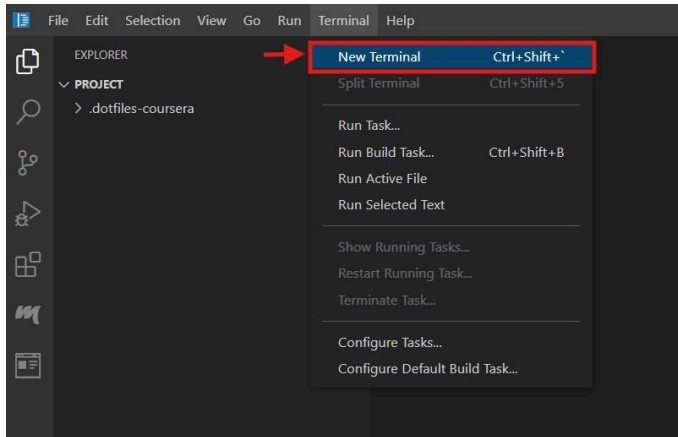 File Edit Selection View Go Run Terminal Help
EXPLORER
PROJECT
.dotfiles-coursera
New Terminal Ctrl+Shift+`
Split Terminal Ctrl+Shift+5
Run Task...
Run Build Task... Ctrl+Shift+B
Run Active File
Run Selected Text
Show Running Tasks...
Restart Running Task...
Terminate Task...
Configure Tasks...
Configure Default Build Task...